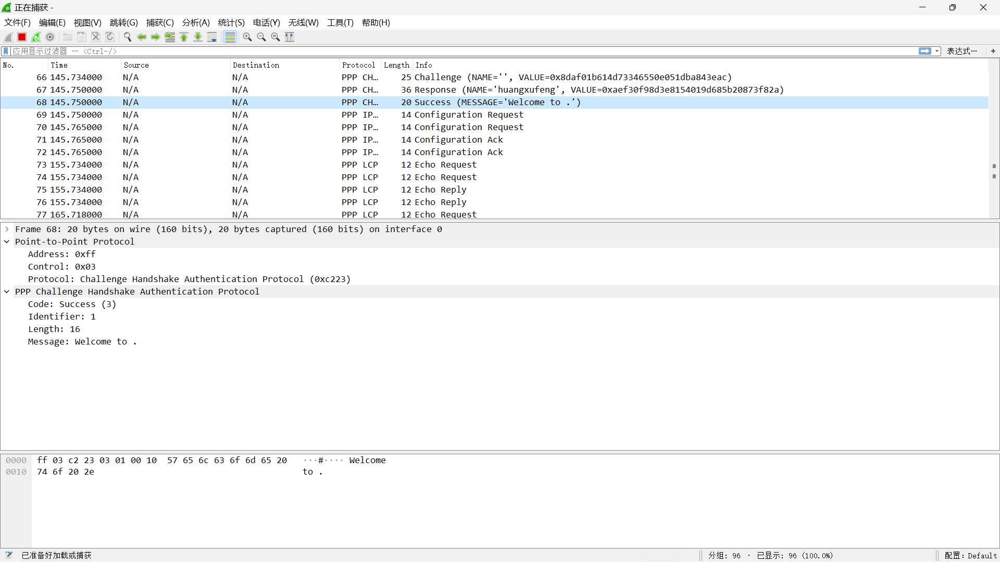 正在捕获 -
文件(F) 编辑(E) 视图(V) 跳转(G) 捕获(C) 分析(A) 统计(S) 电话(Y) 无线(W) 工具(T) 帮助(H)
应用显示过滤器 … <Ctrl-/> 表达式… +
No. Time Source Destination Protocol Length Info
66 145.734000 N/A N/A PPP CH… 25 Challenge (NAME='', VALUE=0x8daf01b614d73346550e051dba843eac)
67 145.750000 N/A N/A PPP CH… 36 Response (NAME='huangxufeng', VALUE=0xaef30f98d3e8154019d685b20873f82a)
68 145.750000 N/A N/A PPP CH… 20 Success (MESSAGE='Welcome to .')
69 145.750000 N/A N/A PPP IP… 14 Configuration Request
70 145.765000 N/A N/A PPP IP… 14 Configuration Request
71 145.765000 N/A N/A PPP IP… 14 Configuration Ack
72 145.765000 N/A N/A PPP IP… 14 Configuration Ack
73 155.734000 N/A N/A PPP LCP 12 Echo Request
74 155.734000 N/A N/A PPP LCP 12 Echo Request
75 155.734000 N/A N/A PPP LCP 12 Echo Reply
76 155.734000 N/A N/A PPP LCP 12 Echo Reply
77 165.718000 N/A N/A PPP LCP 12 Echo Request
Frame 68: 20 bytes on wire (160 bits), 20 bytes captured (160 bits) on interface 0
Point-to-Point Protocol
Address: 0xff
Control: 0x03
Protocol: Challenge Handshake Authentication Protocol (0xc223)
PPP Challenge Handshake Authentication Protocol
Code: Success (3)
Identifier: 1
Length: 16
Message: Welcome to .
0000 ff 03 c2 23 03 01 00 10 57 65 6c 63 6f 6d 65 20 ···#···· Welcome
0010 74 6f 20 2e to .
已准备好加载或捕获 分组: 96 · 已显示: 96 (100.0%) 配置: Default